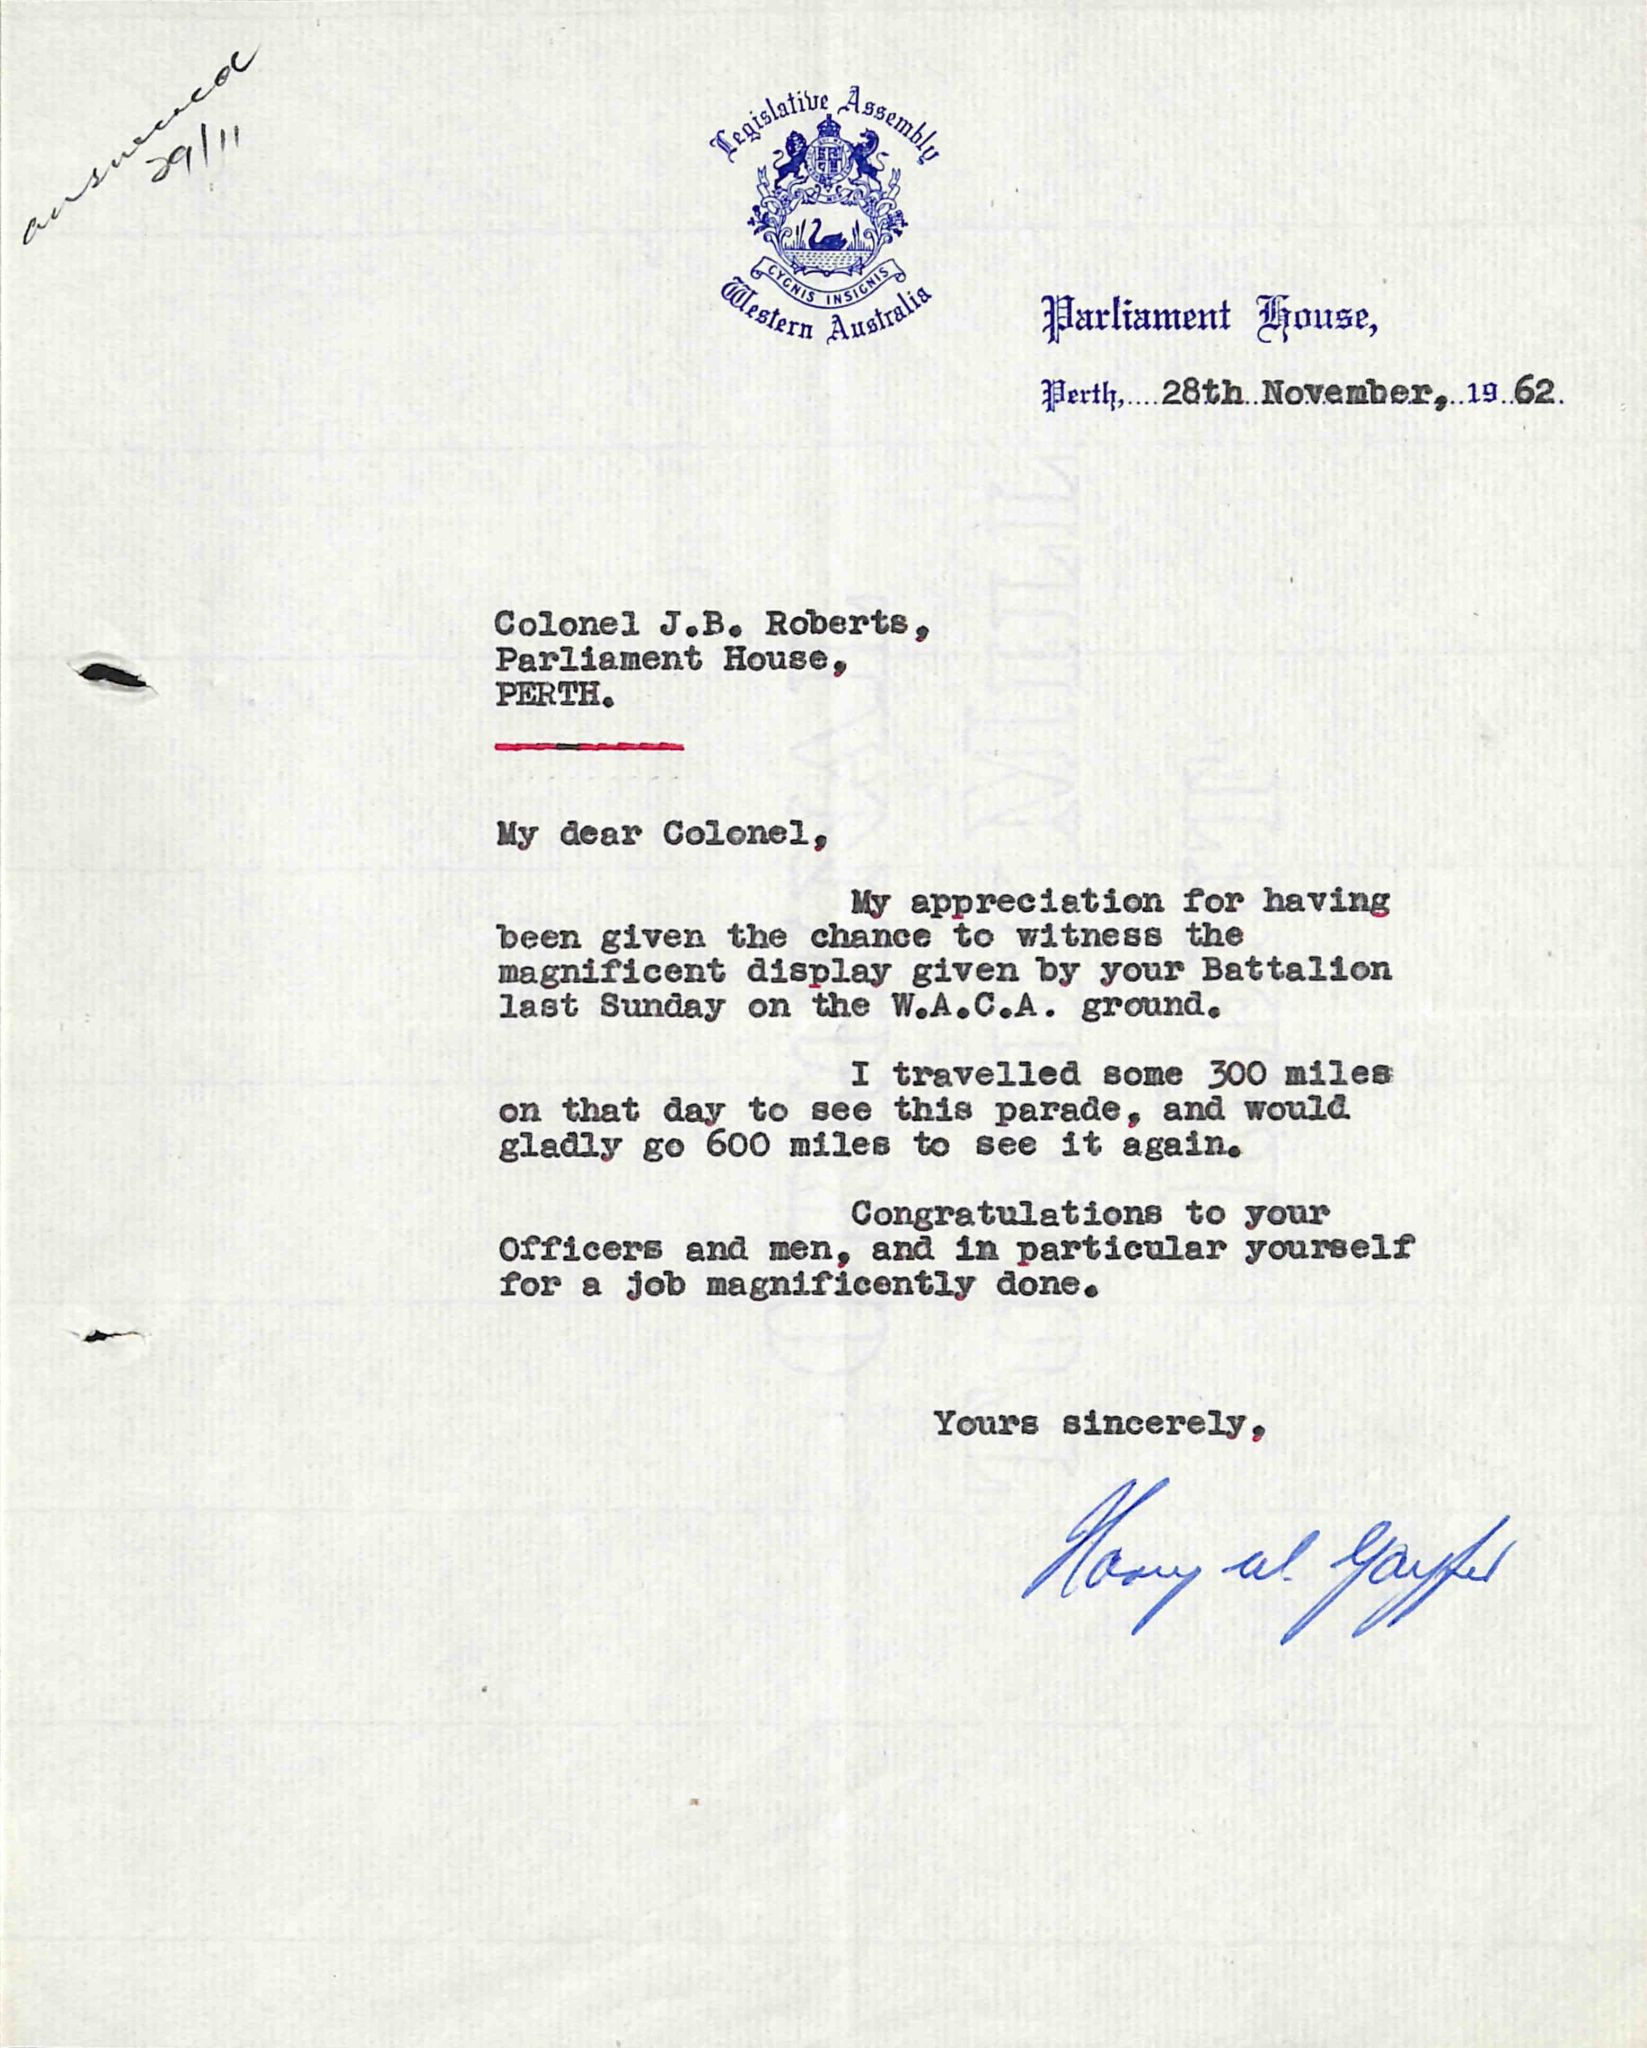 answered
29/11
Legislative Assembly
CYGNIS INSIGNIS
Western Australia
Parliament House,
Perth,....28th November,..19 62.
Colonel J.B. Roberts,
Parliament House,
PERTH.
My dear Colonel,
My appreciation for having
been given the chance to witness the
magnificent display given by your Battalion
last Sunday on the W.A.C.A. ground.
I travelled some 300 miles
on that day to see this parade, and would
gladly go 600 miles to see it again.
Congratulations to your
Officers and men, and in particular yourself
for a job magnificently done.
Yours sincerely,
Harry W. Gayfer